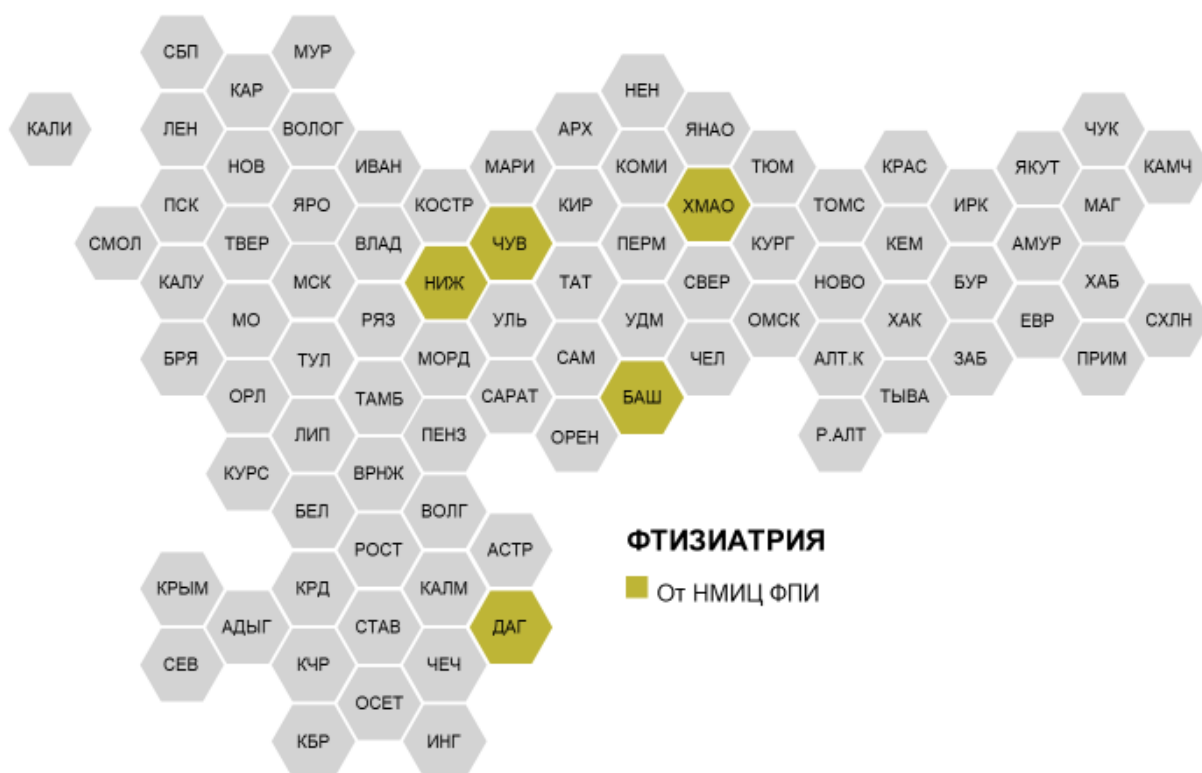 СБП
МУР
КАР
НЕН
КАЛИ
ЛЕН
ВОЛОГ
АРХ
ЯНАО
ЧУК
НОВ
ИВАН
МАРИ
КОМИ
ТЮМ
КРАС
ЯКУТ
КАМЧ
ПСК
ЯРО
КОСТР
КИР
ХМАО
ТОМС
ИРК
МАГ
СМОЛ
ТВЕР
ВЛАД
ЧУВ
ПЕРМ
КУРГ
КЕМ
АМУР
КАЛУ
МСК
НИЖ
ТАТ
СВЕР
НОВО
БУР
ХАБ
МО
РЯЗ
УЛЬ
УДМ
ОМСК
ХАК
ЕВР
СХЛН
БРЯ
ТУЛ
МОРД
САМ
ЧЕЛ
АЛТ.К
ЗАБ
ПРИМ
ОРЛ
ТАМБ
САРАТ
БАШ
ТЫВА
ЛИП
ПЕНЗ
ОРЕН
Р.АЛТ
КУРС
ВРНЖ
БЕЛ
ВОЛГ
РОСТ
АСТР
КРЫМ
КРД
КАЛМ
АДЫГ
СТАВ
ДАГ
СЕВ
КЧР
ЧЕЧ
ОСЕТ
КБР
ИНГ
ФТИЗИАТРИЯ
От НМИЦ ФПИ